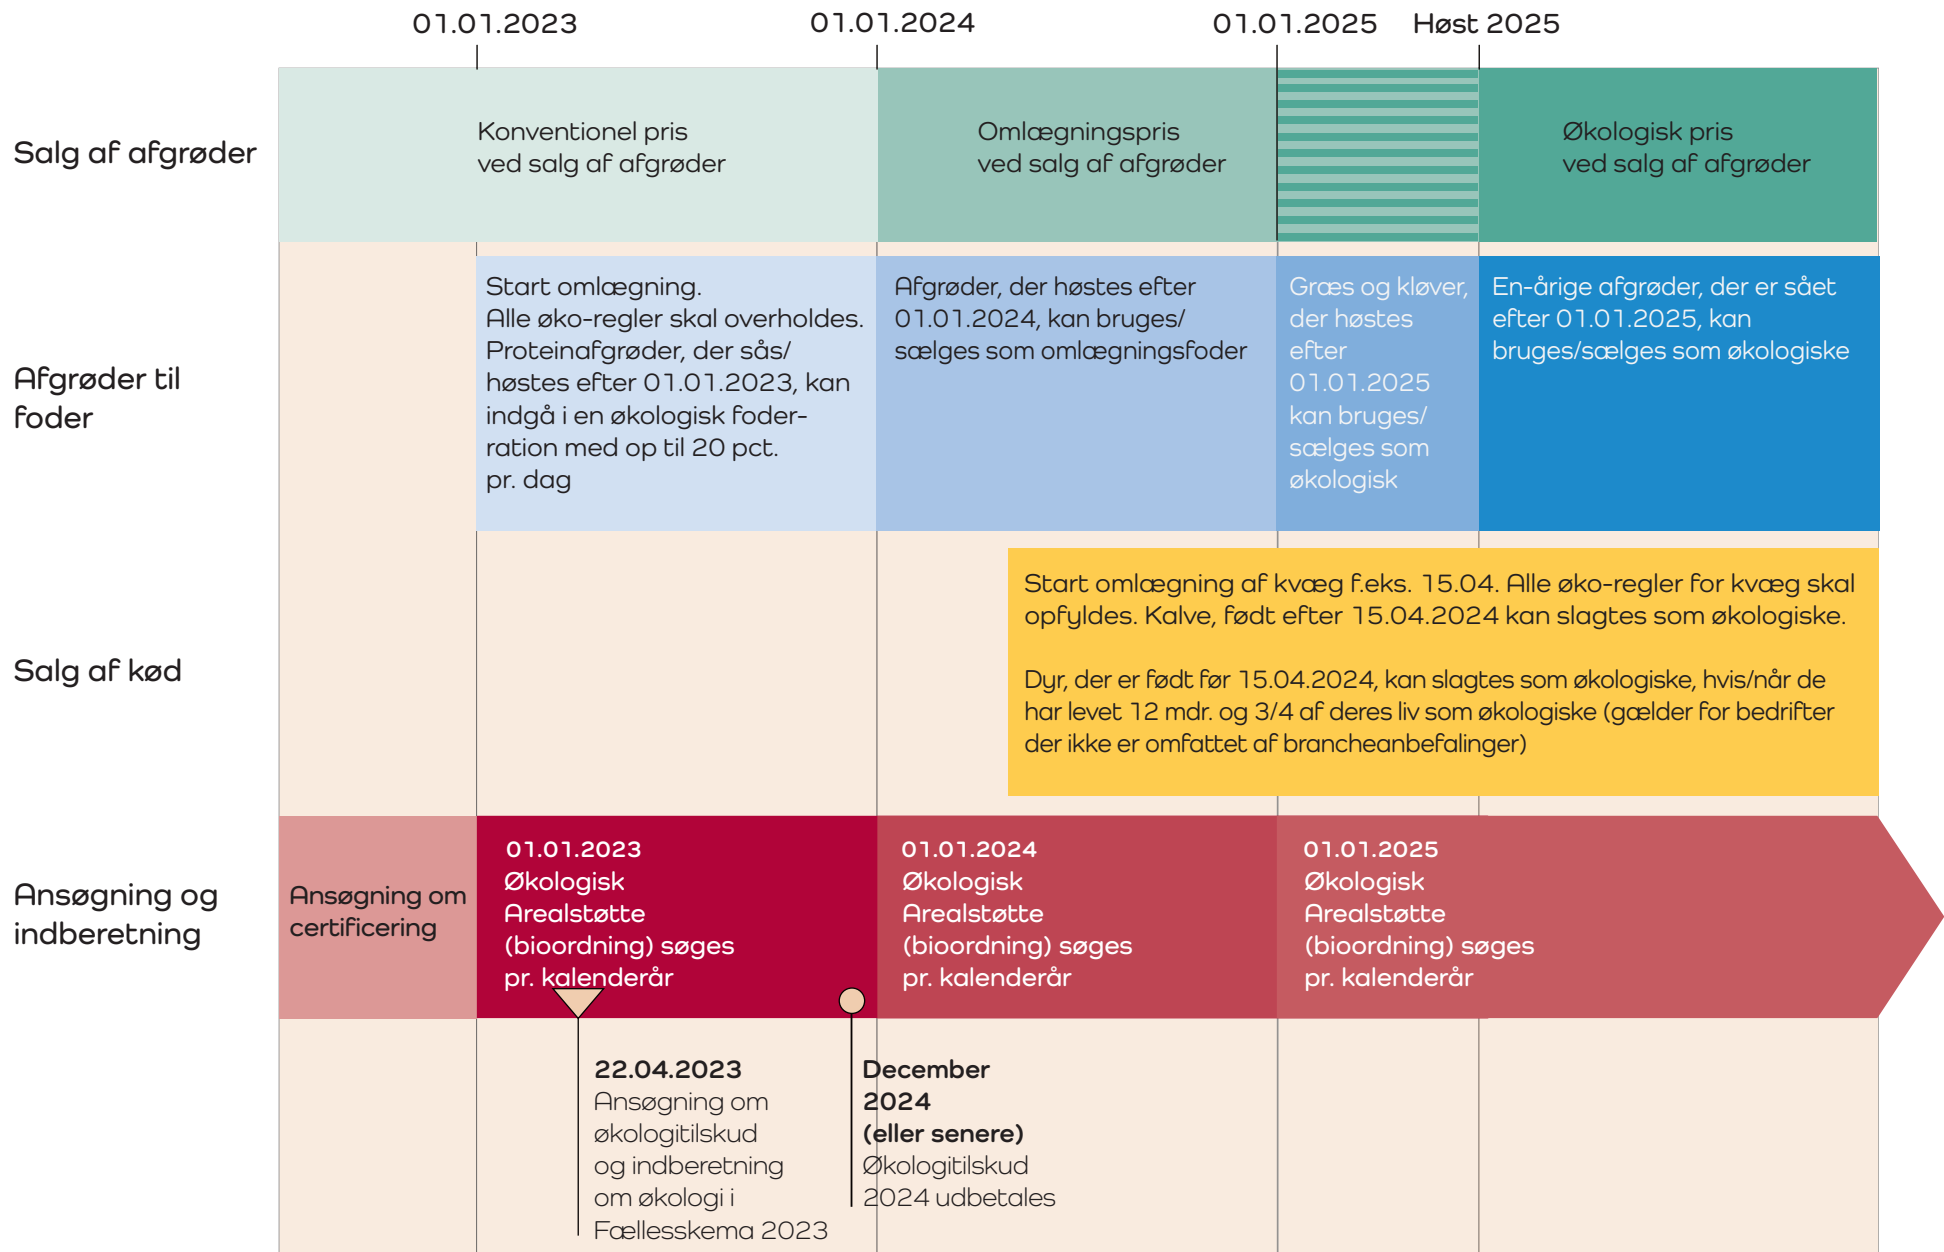 01.01.2023
01.01.2024
01.01.2025
Høst 2025
Salg af afgrøder
Konventionel pris
ved salg af afgrøder
Omlægningspris
ved salg af afgrøder
Økologisk pris
ved salg af afgrøder
Afgrøder til
foder
Start omlægning.
Alle øko-regler skal overholdes.
Proteinafgrøder, der sås/
høstes efter 01.01.2023, kan
indgå i en økologisk foder-
ration med op til 20 pct.
pr. dag
Afgrøder, der høstes efter
01.01.2024, kan bruges/
sælges som omlægningsfoder
Græs og kløver,
der høstes
efter
01.01.2025
kan bruges/
sælges som
økologisk
En-årige afgrøder, der er sået
efter 01.01.2025, kan
bruges/sælges som økologiske
Salg af kød
Start omlægning af kvæg f.eks. 15.04. Alle øko-regler for kvæg skal
opfyldes. Kalve, født efter 15.04.2024 kan slagtes som økologiske.
Dyr, der er født før 15.04.2024, kan slagtes som økologiske, hvis/når de
har levet 12 mdr. og 3/4 af deres liv som økologiske (gælder for bedrifter
der ikke er omfattet af brancheanbefalinger)
Ansøgning og
indberetning
Ansøgning om
certificering
01.01.2023
Økologisk
Arealstøtte
(bioordning) søges
pr. kalenderår
01.01.2024
Økologisk
Arealstøtte
(bioordning) søges
pr. kalenderår
01.01.2025
Økologisk
Arealstøtte
(bioordning) søges
pr. kalenderår
22.04.2023
Ansøgning om
økologitilskud
og indberetning
om økologi i
Fællesskema 2023
December
2024
(eller senere)
Økologitilskud
2024 udbetales